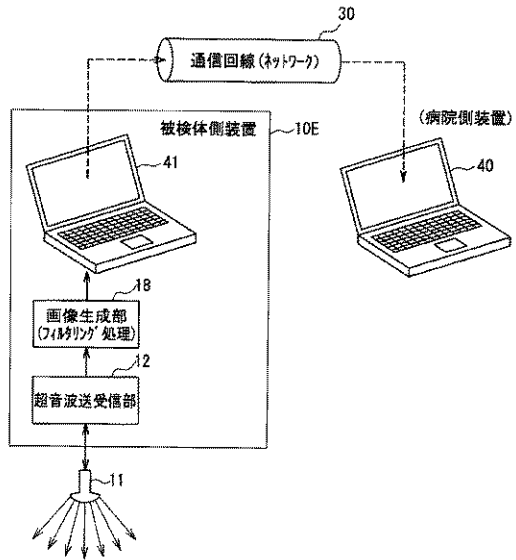 30
通信回線(ネットワーク)
被検体側装置
10E
(病院側装置)
41
40
18
画像生成部
(フィルタリング処理)
12
超音波送受信部
11